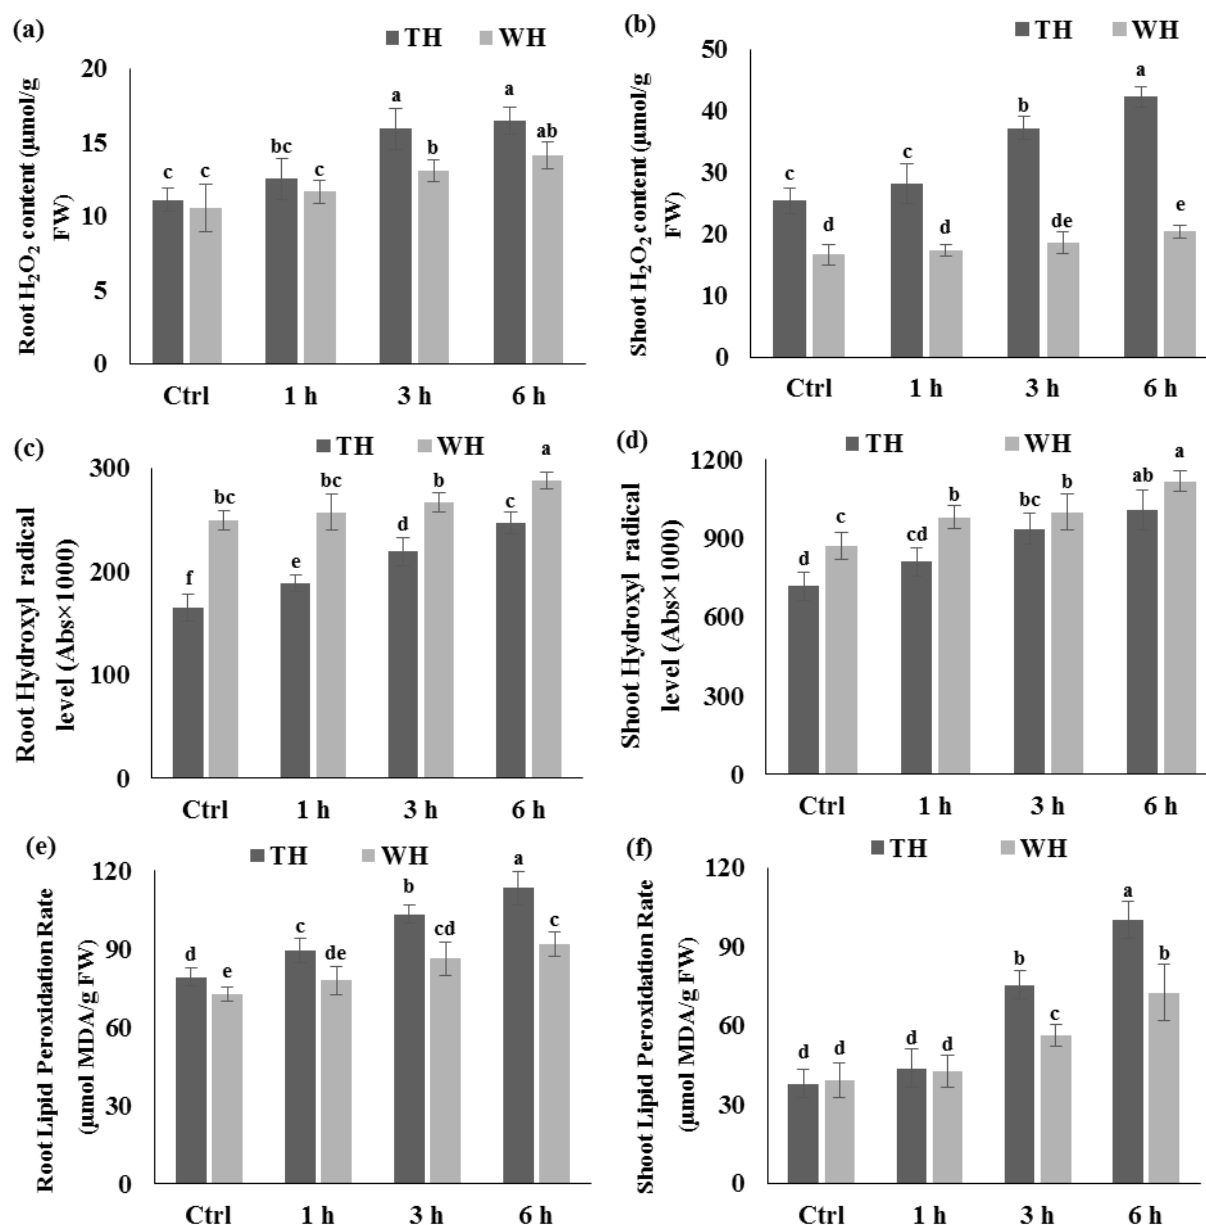 (a)
TH WH
Root H₂O₂ content (µmol/g
FW)
20
15
10
5
0
c c bc c a b a ab
Ctrl 1 h 3 h 6 h
(b)
TH WH
Shoot H₂O₂ content (µmol/g
FW)
50
40
30
20
10
0
c d c d b de a e
Ctrl 1 h 3 h 6 h
(c)
TH WH
Root Hydroxyl radical
level (Abs×1000)
300
200
100
0
f bc e bc d b c a
Ctrl 1 h 3 h 6 h
(d)
TH WH
Shoot Hydroxyl radical
level (Abs×1000)
1200
900
600
300
0
d c cd b bc b ab a
Ctrl 1 h 3 h 6 h
(e)
TH WH
Root Lipid Peroxidation Rate
(µmol MDA/g FW)
120
90
60
30
0
d e c de b cd a c
Ctrl 1 h 3 h 6 h
(f)
TH WH
Shoot Lipid Peroxidation Rate
(µmol MDA/g FW)
120
90
60
30
0
d d d d b c a b
Ctrl 1 h 3 h 6 h